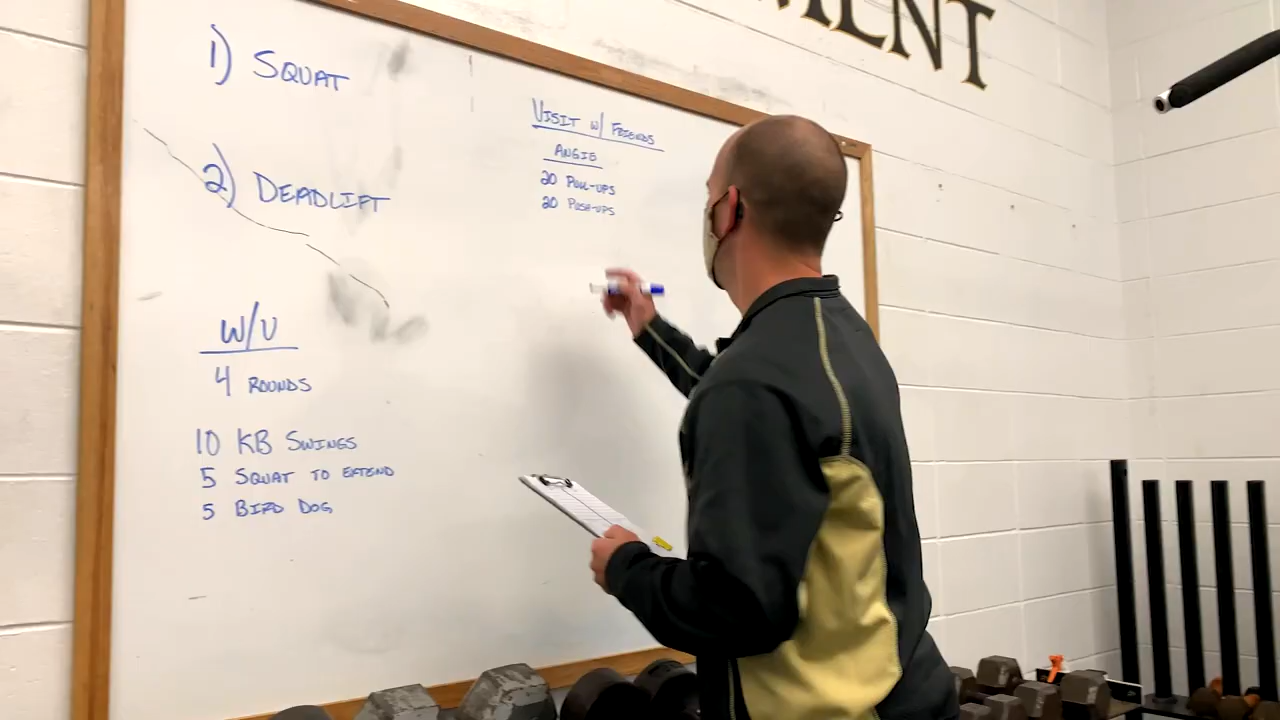 1) SQUAT
2) DEADLIFT
W/U
4 ROUNDS
10 KB SWINGS
5 SQUAT TO EXTEND
5 BIRD DOG
VISIT W/ FRIENDS
ANGIE
20 PULL-UPS
20 PUSH-UPS
MENT